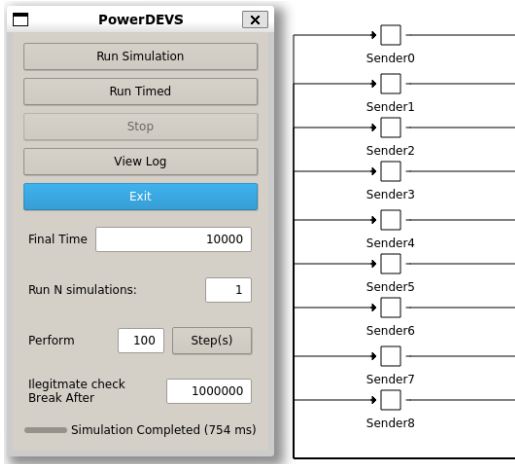 PowerDEVS
Run Simulation
Run Timed
Stop
View Log
Exit
Final Time 10000
Run N simulations: 1
Perform 100 Step(s)
Ilegitmate check
Break After 1000000
Simulation Completed (754 ms)
Sender0
Sender1
Sender2
Sender3
Sender4
Sender5
Sender6
Sender7
Sender8